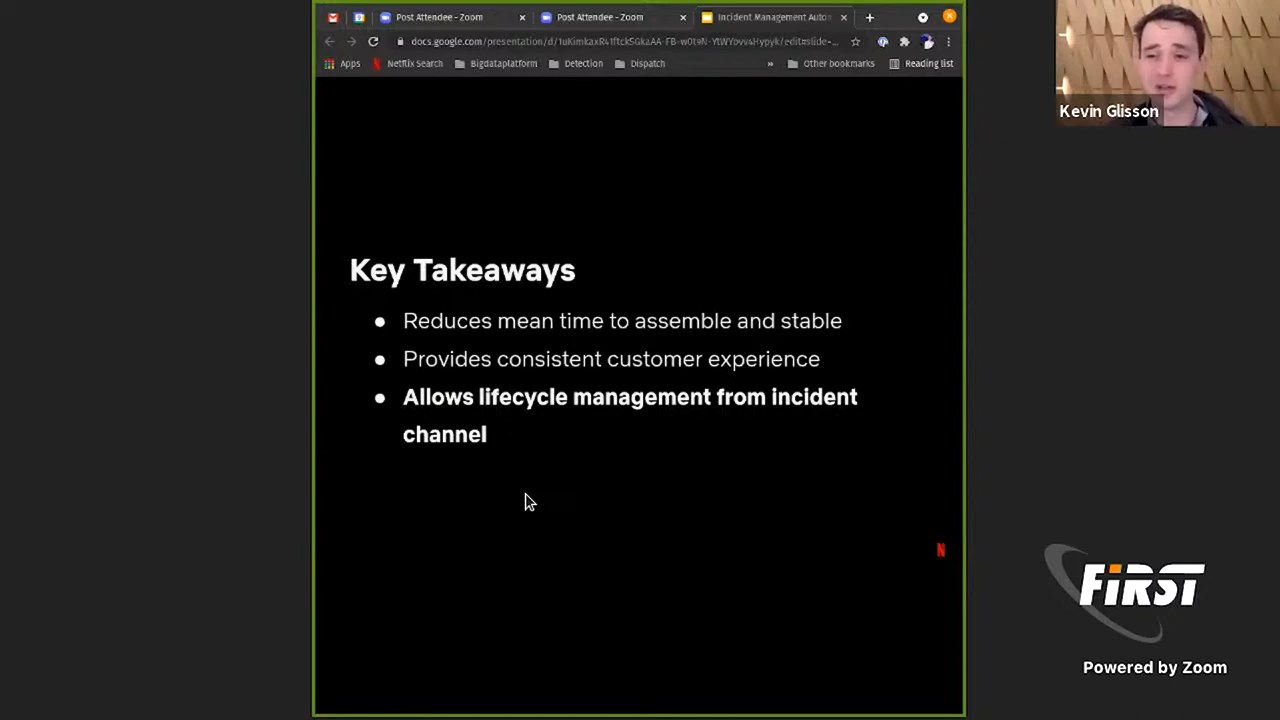 Post Attendee - Zoom
Post Attendee - Zoom
Incident Management Auto
Apps
Netflix Search
Bigdataplatform
Detection
Dispatch
»
Other bookmarks
Reading list
Kevin Glisson
Key Takeaways
● Reduces mean time to assemble and stable
● Provides consistent customer experience
● Allows lifecycle management from incident
channel
N
FiRST
Powered by Zoom